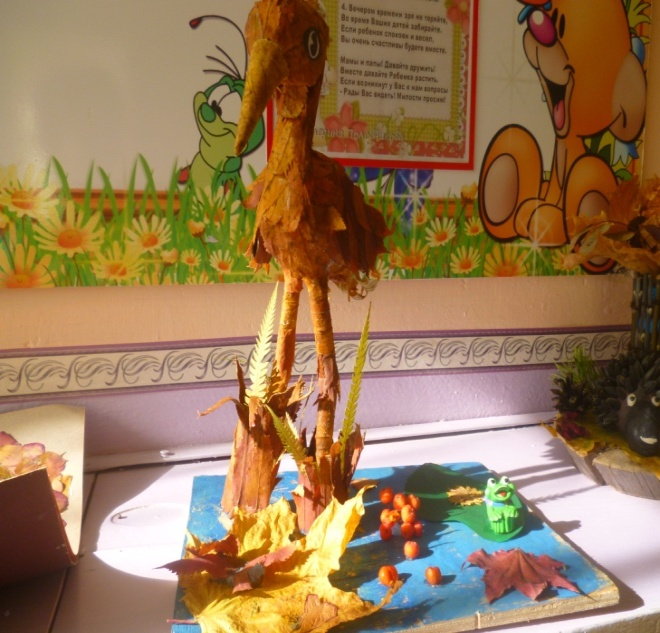 4. Вечером времени зря не теряйте,
Во время Ваших детей забирайте.
Если ребенок спокоен и весел,
Вы очень счастливы будете вместе.
Мамы и папы! Давайте дружить!
Вместе давайте Ребенка растить.
Если возникнут у Вас к нам вопросы
- Рады Вас видеть! Милости просим!